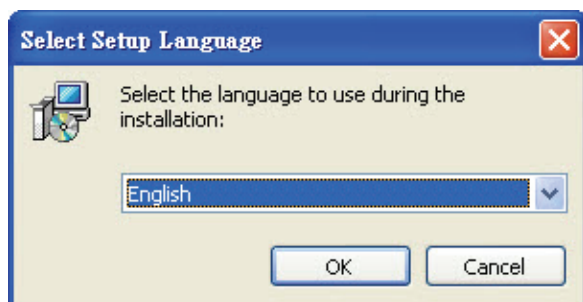 Select Setup Language
Select the language to use during the
installation:
English
OK
Cancel